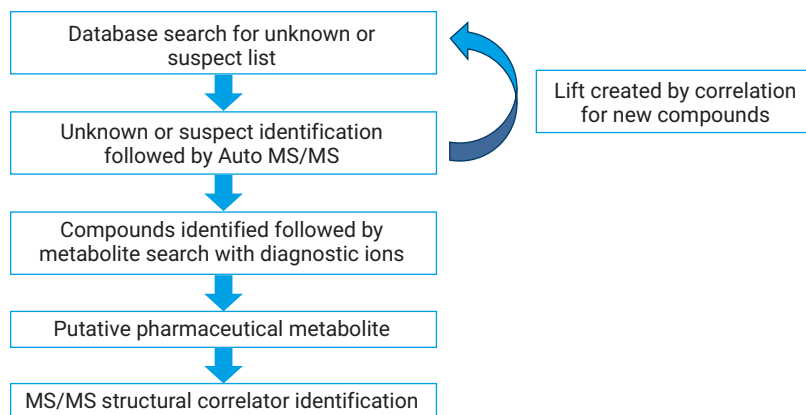 Database search for unknown or
suspect list
Unknown or suspect identification
followed by Auto MS/MS
Lift created by correlation
for new compounds
Compounds identified followed by
metabolite search with diagnostic ions
Putative pharmaceutical metabolite
MS/MS structural correlator identification